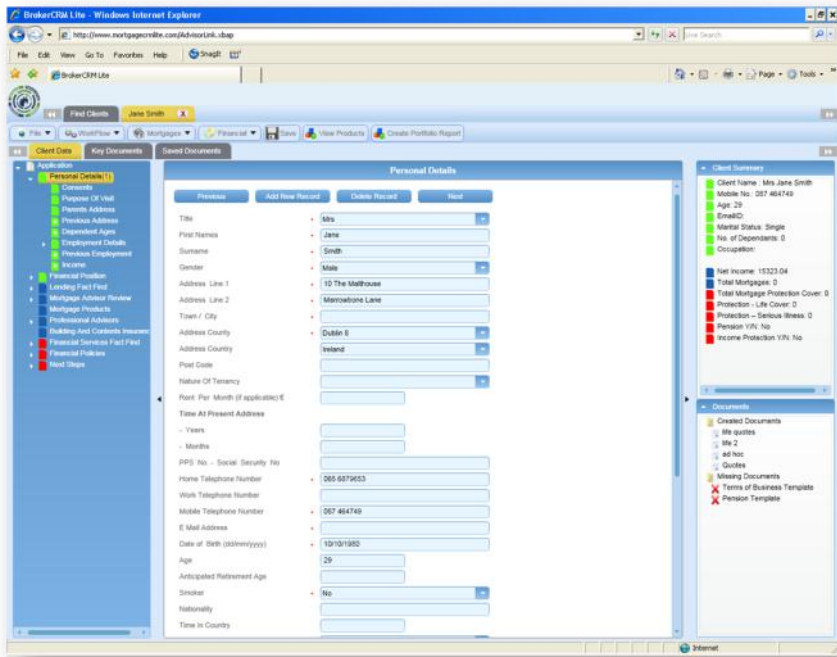 BrokerCRM Lite - Windows Internet Explorer
http://www.mortgagecrmlite.com/AdvisorLink.xbap
Live Search
File Edit View Go To Favorites Help SnagIt
BrokerCRM Lite
Page Tools
Find Clients Jane Smith X
File WorkFlow Mortgages Financial Save View Products Create Portfolio Report
Client Data Key Documents Saved Documents
Application
Personal Details(1)
Consents
Purpose Of Visit
Parents Address
Previous Address
Dependent Ages
Employment Details
Previous Employment
Income
Financial Position
Lending Fact Find
Mortgage Advisor Review
Mortgage Products
Professional Advisors
Building And Contents Insuranc
Financial Services Fact Find
Financial Policies
Next Steps
Personal Details
Previous Add New Record Delete Record Next
Title * Mrs
First Names * Jane
Surname * Smith
Gender * Male
Address Line 1 * 10 The Malthouse
Address Line 2 * Marrowbone Lane
Town / City *
Address County * Dublin 8
Address Country Ireland
Post Code
Nature Of Tenancy
Rent Per Month (if applicable) €
Time At Present Address
- Years *
- Months *
PPS No. - Social Security No
Home Telephone Number * 065 6879653
Work Telephone Number
Mobile Telephone Number * 087 464749
E Mail Address *
Date of Birth (dd/mm/yyyy) * 10/10/1980
Age 29
Anticipated Retirement Age
Smoker * No
Nationality
Time In Country
Client Summary
Client Name : Mrs Jane Smith
Mobile No.: 087 464749
Age: 29
EmailID:
Marital Status: Single
No. of Dependants: 0
Occupation:
Net Income: 15323.04
Total Mortgages: 0
Total Mortgage Protection Cover: 0
Protection - Life Cover: 0
Protection – Serious Illness: 0
Pension Y/N: No
Income Protection Y/N: No
Documents
Created Documents
life quotes
life 2
ad hoc
Quotes
Missing Documents
Terms of Business Template
Pension Template
Internet